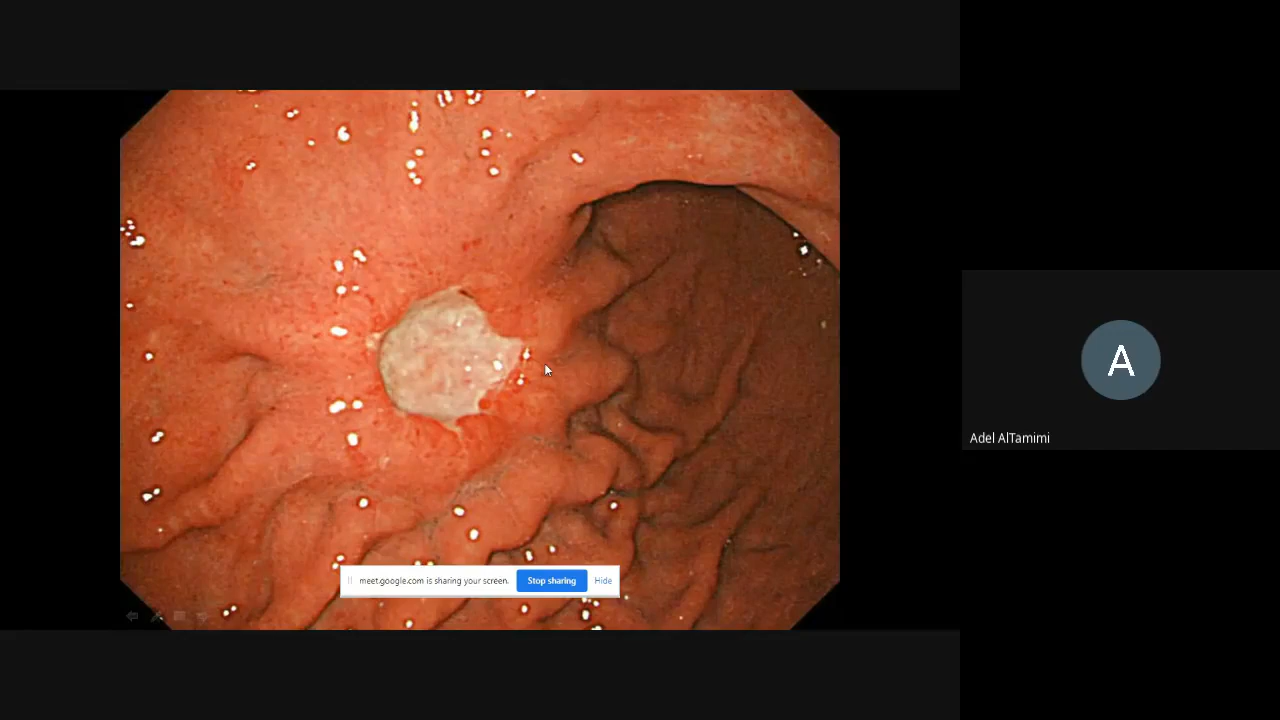 meet.google.com is sharing your screen.
Stop sharing
Hide
A
Adel AlTamimi